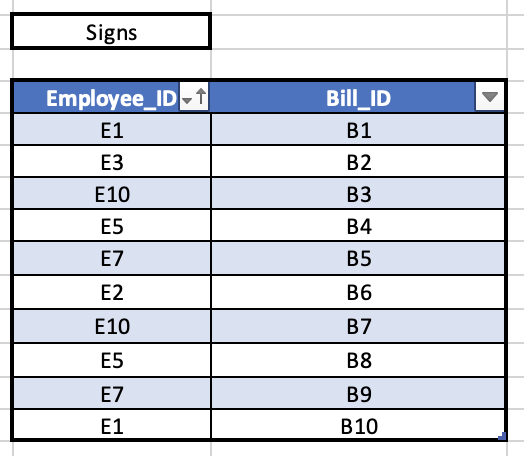 Signs
Employee_ID Bill_ID
E1 B1
E3 B2
E10 B3
E5 B4
E7 B5
E2 B6
E10 B7
E5 B8
E7 B9
E1 B10